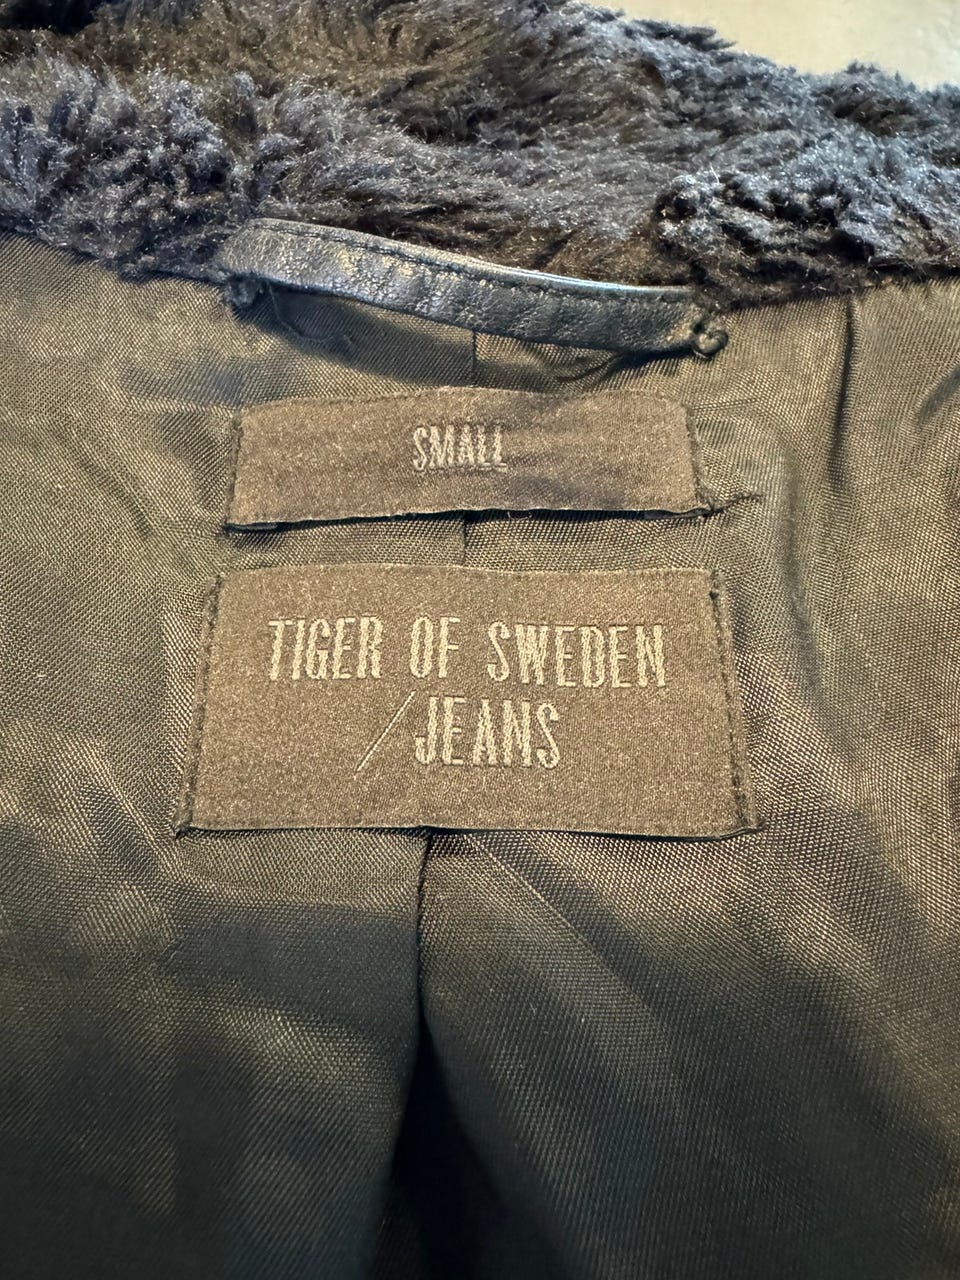 SMALL
TIGER OF SWEDEN
/JEANS